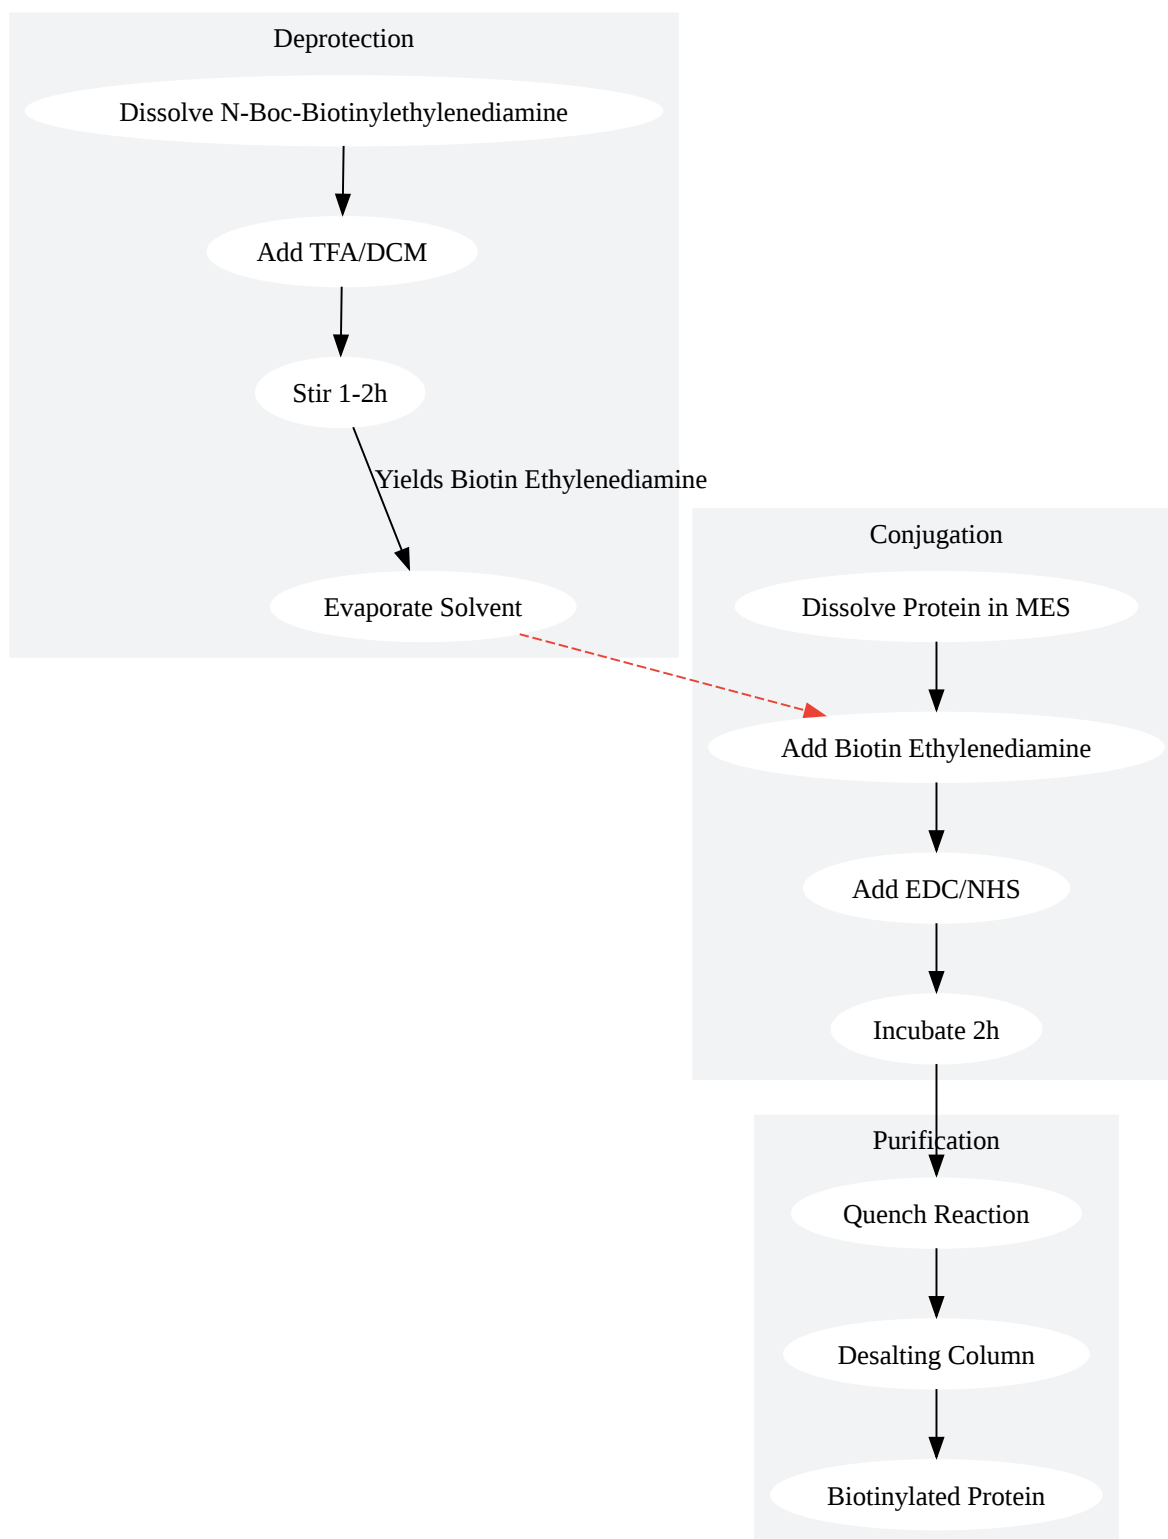 Deprotection
Dissolve N-Boc-Biotinylethylenediamine
Add TFA/DCM
Stir 1-2h
Yields Biotin Ethylenediamine
Evaporate Solvent
Conjugation
Dissolve Protein in MES
Add Biotin Ethylenediamine
Add EDC/NHS
Incubate 2h
Purification
Quench Reaction
Desalting Column
Biotinylated Protein